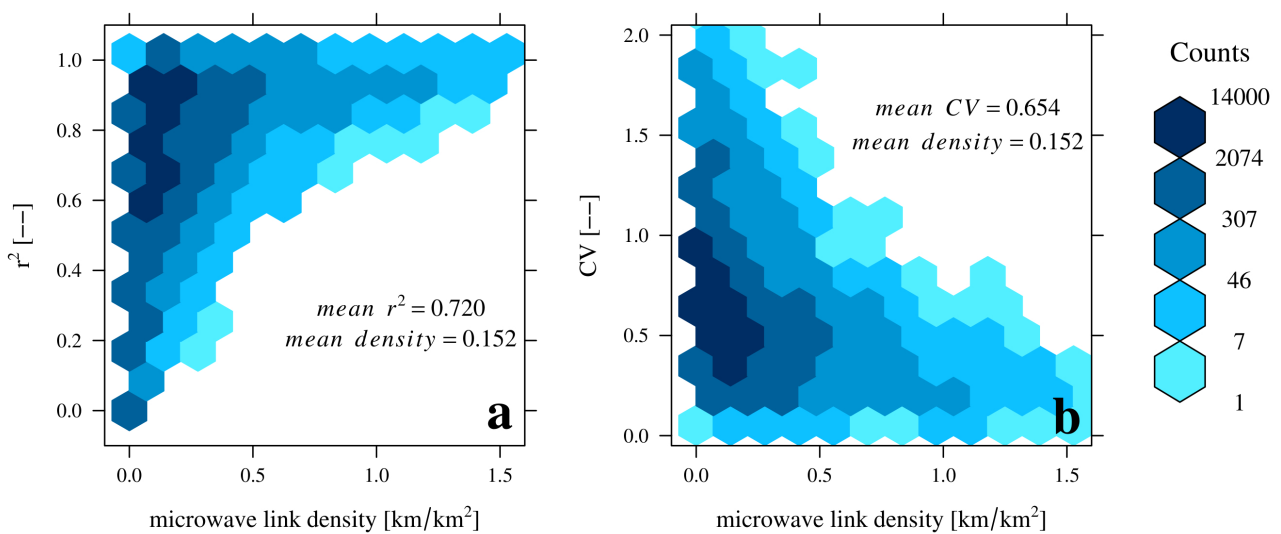 1.0
0.8
0.6
0.4
0.2
0.0
r² [−−]
mean r² = 0.720
mean density = 0.152
a
0.0 0.5 1.0 1.5
microwave link density [km/km²]
2.0
1.5
1.0
0.5
0.0
CV [−−]
mean CV = 0.654
mean density = 0.152
b
0.0 0.5 1.0 1.5
microwave link density [km/km²]
Counts
14000
2074
307
46
7
1